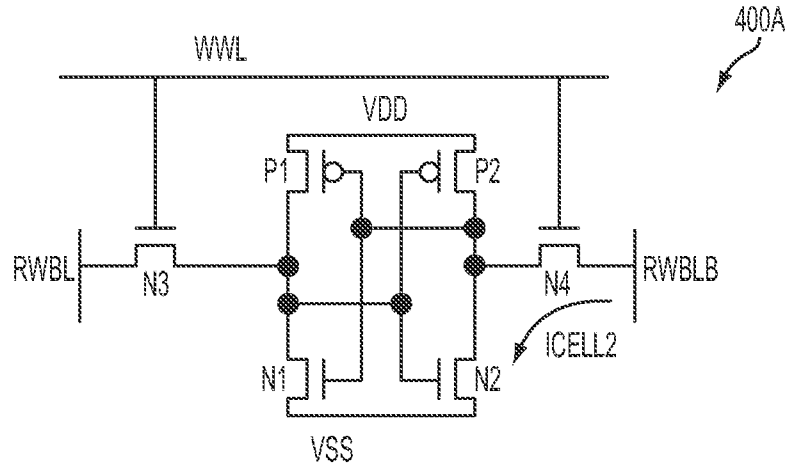 400A
WWL
VDD
P1
P2
RWBL
N3
N4
RWBLB
ICELL2
N1
N2
VSS